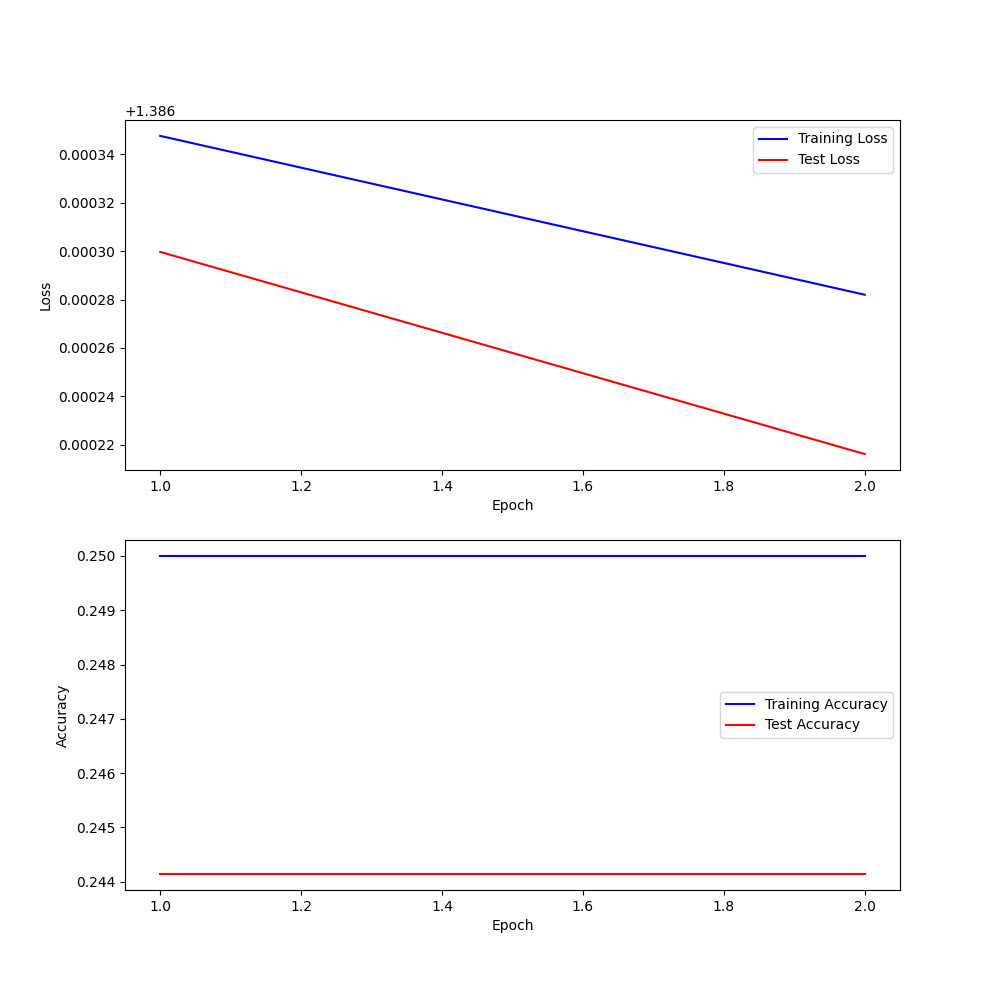 +1.386
0.00034
0.00032
0.00030
0.00028
0.00026
0.00024
0.00022
Loss
Training Loss
Test Loss
1.0 1.2 1.4 1.6 1.8 2.0
Epoch
0.250
0.249
0.248
0.247
0.246
0.245
0.244
Accuracy
Training Accuracy
Test Accuracy
1.0 1.2 1.4 1.6 1.8 2.0
Epoch